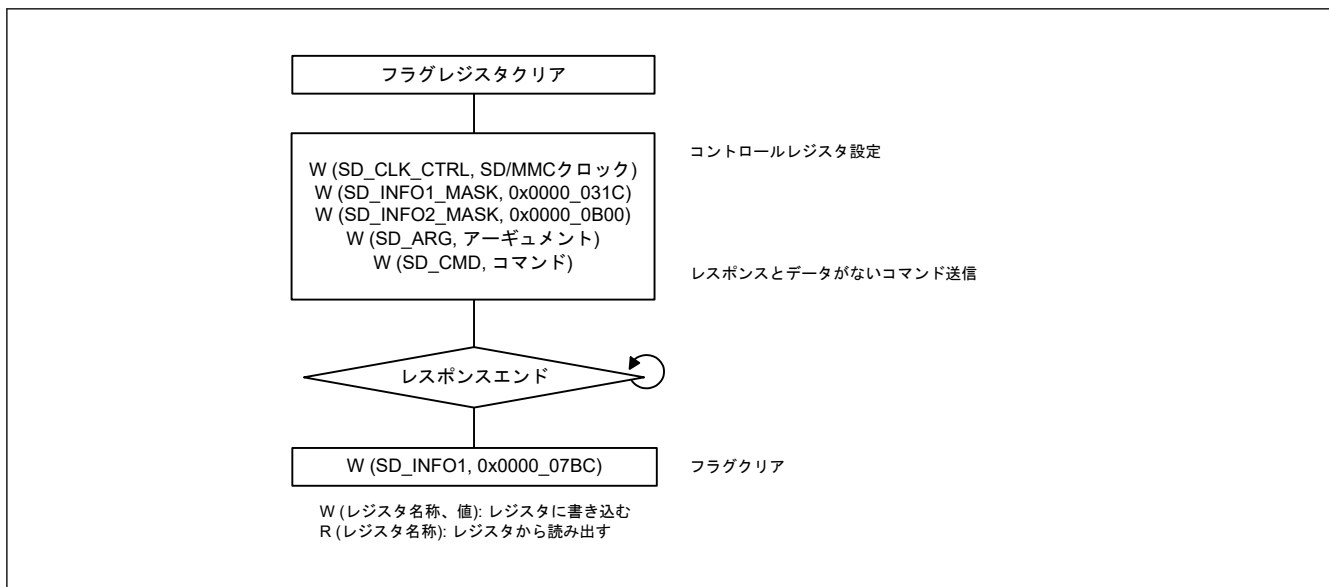 フラグレジスタクリア
W (SD_CLK_CTRL, SD/MMCクロック)
W (SD_INFO1_MASK, 0x0000_031C)
W (SD_INFO2_MASK, 0x0000_0B00)
W (SD_ARG, アーギュメント)
W (SD_CMD, コマンド)
コントロールレジスタ設定
レスポンスとデータがないコマンド送信
レスポンスエンド
W (SD_INFO1, 0x0000_07BC)
フラグクリア
W (レジスタ名称、値): レジスタに書き込む
R (レジスタ名称): レジスタから読み出す